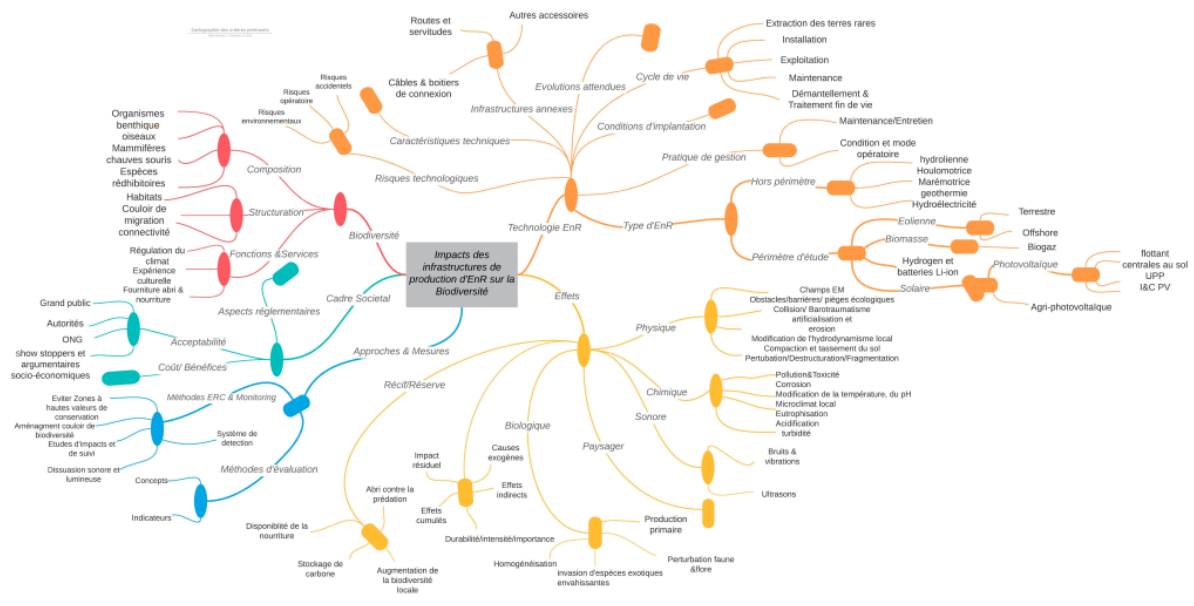 Cartographie des critères pertinents
Impacts des
infrastructures de
production d'EnR sur la
Biodiversité
Technologie EnR
Risques technologiques
Risques
environnementaux
Risques
opératoire
Risques
accidentels
Caractéristiques techniques
Infrastructures annexes
Câbles & boitiers
de connexion
Routes et
servitudes
Autres accessoires
Evolutions attendues
Cycle de vie
Extraction des terres rares
Installation
Exploitation
Maintenance
Démantellement &
Traitement fin de vie
Conditions d'implantation
Pratique de gestion
Maintenance/Entretien
Condition et mode
opératoire
Type d'EnR
Hors périmètre
hydrolienne
Houlomotrice
Marémotrice
geothermie
Hydroélectricité
Périmètre d'étude
Eolienne
Terrestre
Offshore
Biomasse
Biogaz
Hydrogen et
batteries Li-ion
Solaire
Photovoltaïque
flottant
centrales au sol
UPP
I&C PV
Agri-photovoltaïque
Biodiversité
Composition
Organismes
benthique
oiseaux
Mammifères
chauves souris
Espèces
rédhibitoires
Structuration
Habitats
Couloir de
migration
connectivité
Fonctions &Services
Régulation du
climat
Expérience
culturelle
Fourniture abri &
nourriture
Cadre Societal
Aspects réglementaires
Acceptabilité
Grand public
Autorités
ONG
show stoppers et
argumentaires
socio-économiques
Coût/ Bénéfices
Approches & Mesures
Méthodes ERC & Monitoring
Eviter Zones à
hautes valeurs de
conservation
Aménagment couloir de
biodiversité
Etudes d'impacts et
de suivi
Dissuasion sonore et
lumineuse
Système de
detection
Méthodes d'évaluation
Concepts
Indicateurs
Effets
Physique
Champs EM
Obstacles/barrières/ pièges écologiques
Collision/ Barotraumatisme
artificialisation et
erosion
Modification de l'hydrodynamisme local
Compaction et tassement du sol
Pertubation/Destructuration/Fragmentation
Chimique
Pollution&Toxicité
Corrosion
Modification de la température, du pH
Microclimat local
Eutrophisation
Acidification
turbidité
Sonore
Bruits &
vibrations
Ultrasons
Paysager
Biologique
Production
primaire
Perturbation faune
&flore
invasion d'espèces exotiques
envahissantes
Homogénéisation
Impact
résiduel
Causes
exogènes
Effets
indirects
Effets
cumulés
Durabilité/intensité/importance
Récif/Réserve
Abri contre la
prédation
Disponiblité de la
nourriture
Stockage de
carbone
Augmentation de
la biodiversité
locale